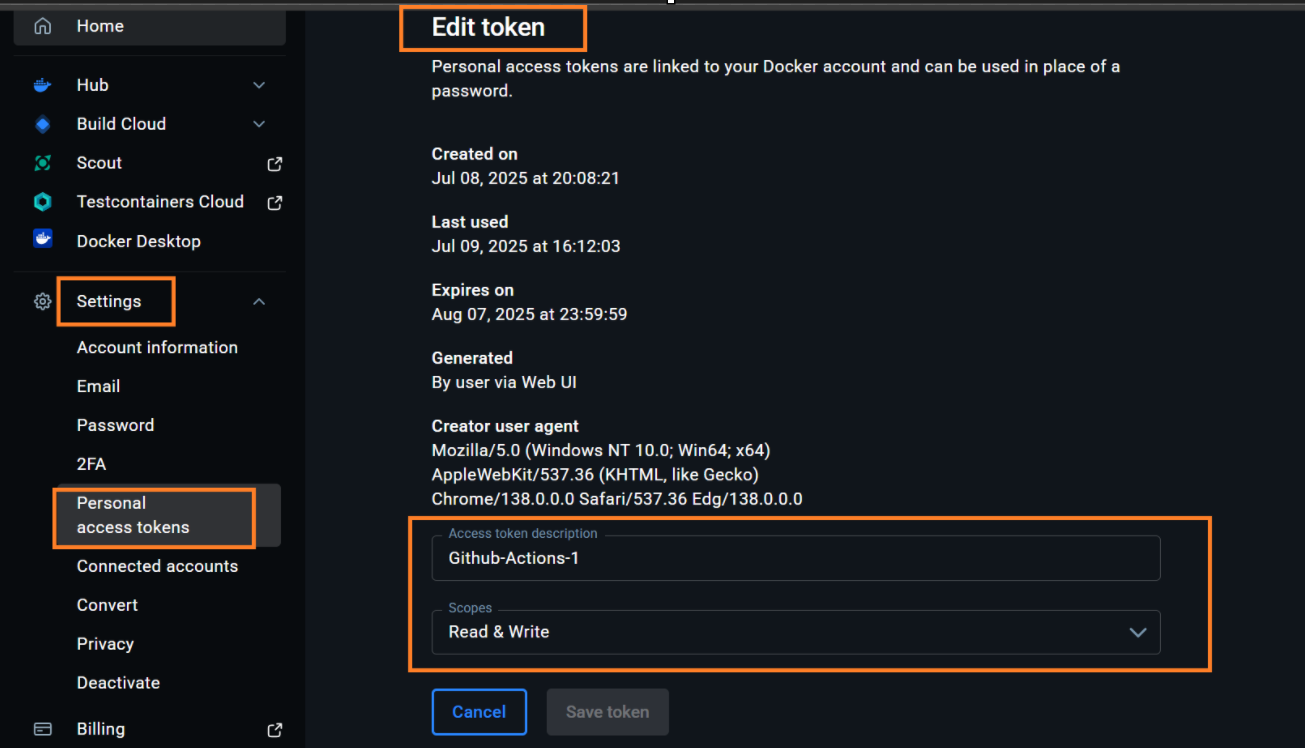 Home
Hub
Build Cloud
Scout
Testcontainers Cloud
Docker Desktop
Settings
Account information
Email
Password
2FA
Personal
access tokens
Connected accounts
Convert
Privacy
Deactivate
Billing
Edit token
Personal access tokens are linked to your Docker account and can be used in place of a
password.
Created on
Jul 08, 2025 at 20:08:21
Last used
Jul 09, 2025 at 16:12:03
Expires on
Aug 07, 2025 at 23:59:59
Generated
By user via Web UI
Creator user agent
Mozilla/5.0 (Windows NT 10.0; Win64; x64)
AppleWebKit/537.36 (KHTML, like Gecko)
Chrome/138.0.0.0 Safari/537.36 Edg/138.0.0.0
Access token description
Github-Actions-1
Scopes
Read & Write
Cancel
Save token